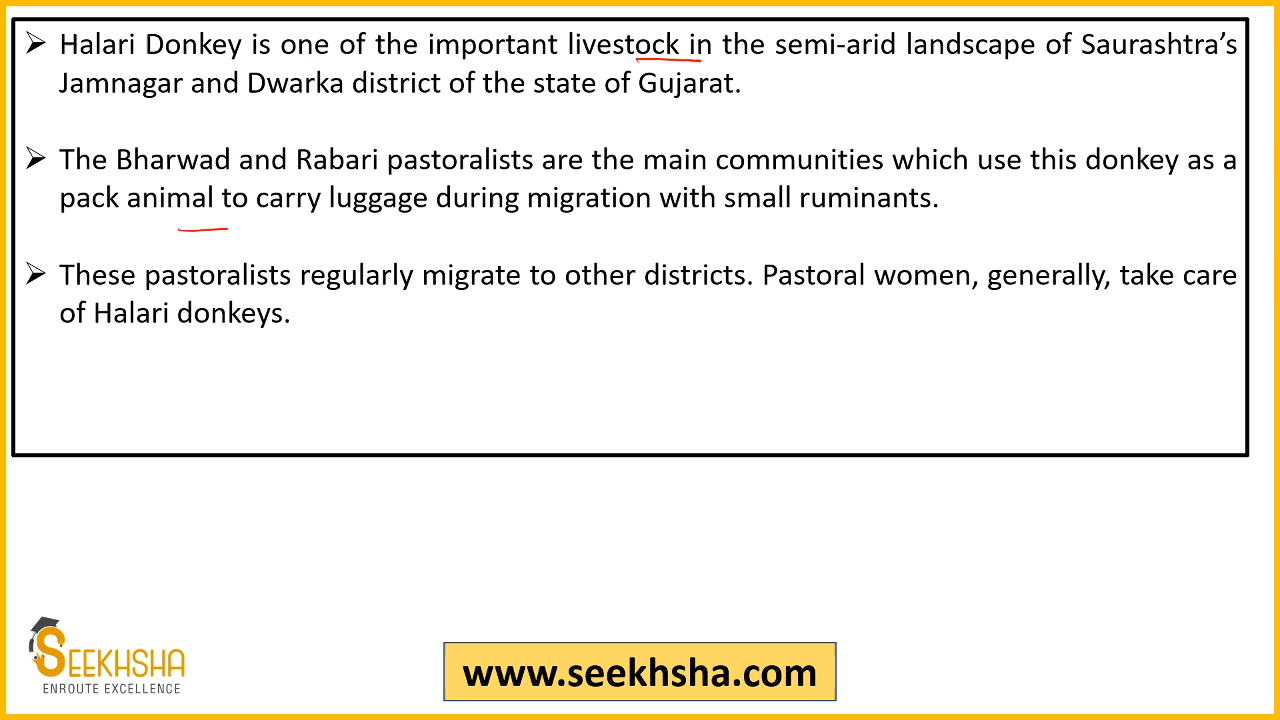 ➢ Halari Donkey is one of the important livestock in the semi-arid landscape of Saurashtra’s
Jamnagar and Dwarka district of the state of Gujarat.
➢ The Bharwad and Rabari pastoralists are the main communities which use this donkey as a
pack animal to carry luggage during migration with small ruminants.
➢ These pastoralists regularly migrate to other districts. Pastoral women, generally, take care
of Halari donkeys.
SEEKHSHA
ENROUTE EXCELLENCE
www.seekhsha.com